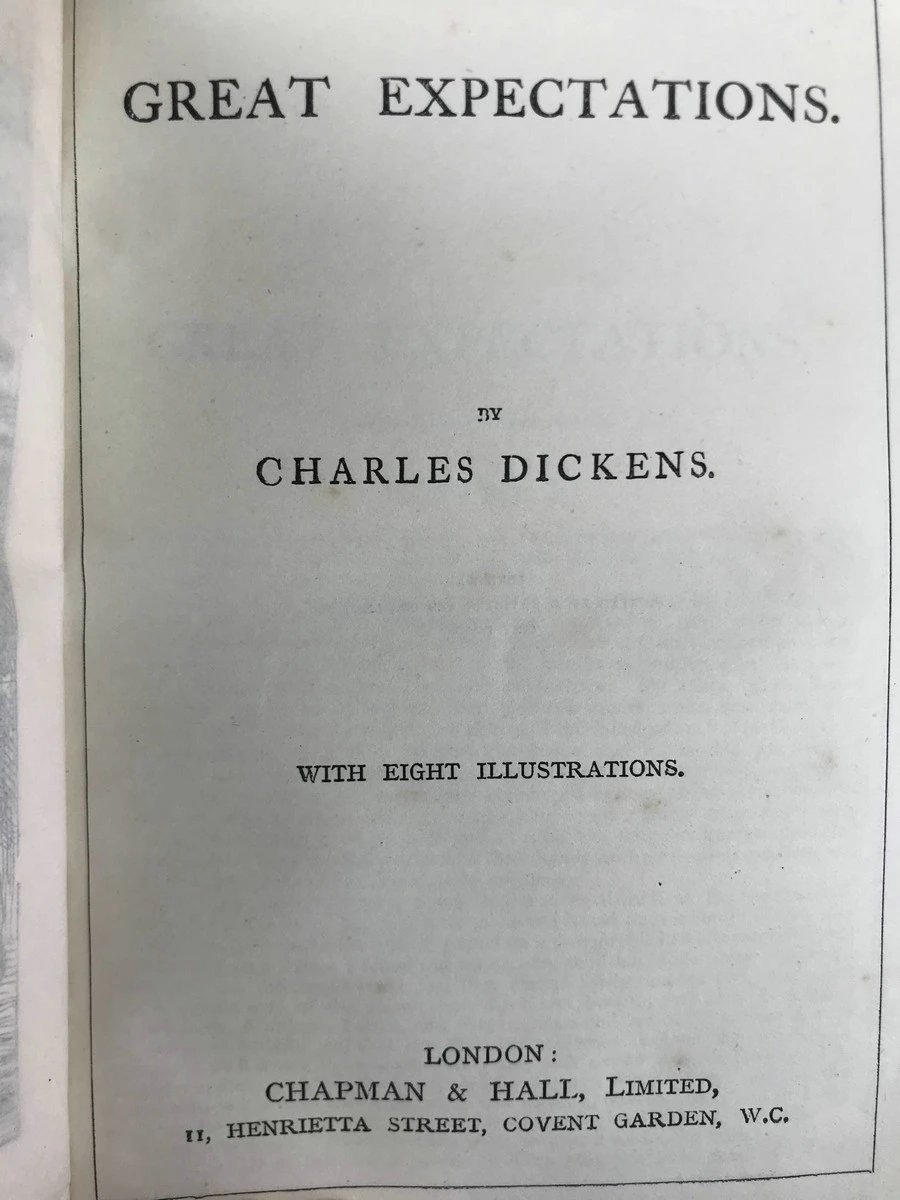 GREAT EXPECTATIONS.
BY
CHARLES DICKENS.
WITH EIGHT ILLUSTRATIONS.
LONDON:
CHAPMAN & HALL, LIMITED,
11, HENRIETTA STREET, COVENT GARDEN, W.C.